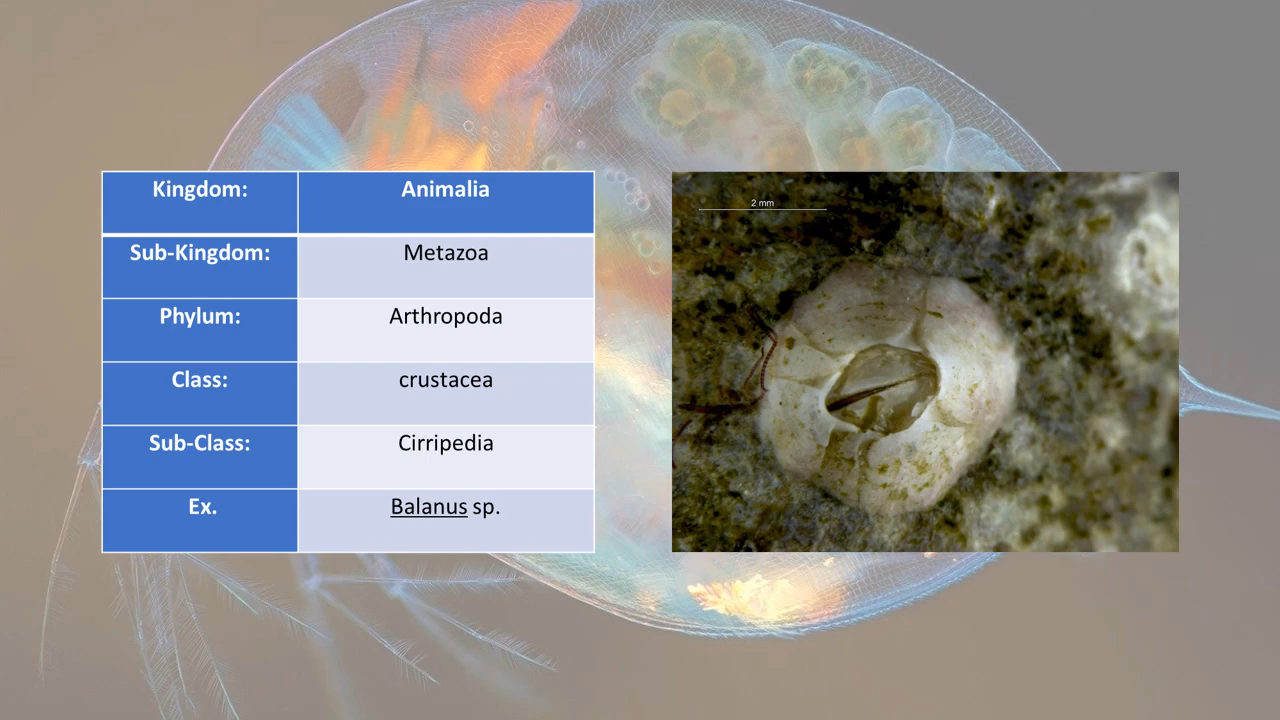 Kingdom: Animalia
Sub-Kingdom: Metazoa
Phylum: Arthropoda
Class: crustacea
Sub-Class: Cirripedia
Ex. Balanus sp.
2 mm